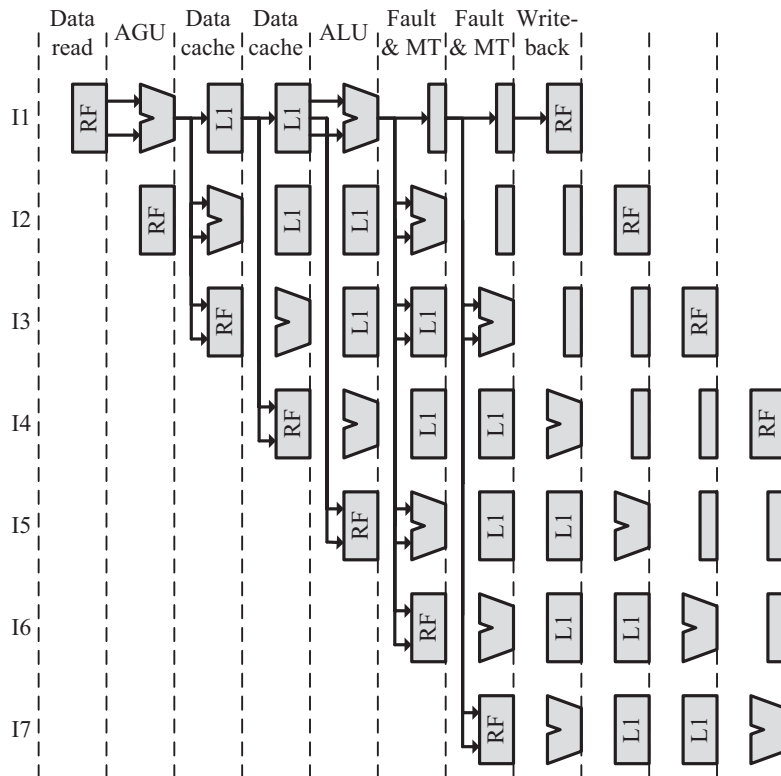 Data read
AGU
Data cache
Data cache
ALU
Fault & MT
Fault & MT
Write-back
I1 RF L1 L1 RF
I2 RF L1 L1 RF
I3 RF L1 L1 RF
I4 RF L1 L1 RF
I5 RF L1 L1
I6 RF L1 L1
I7 RF L1 L1